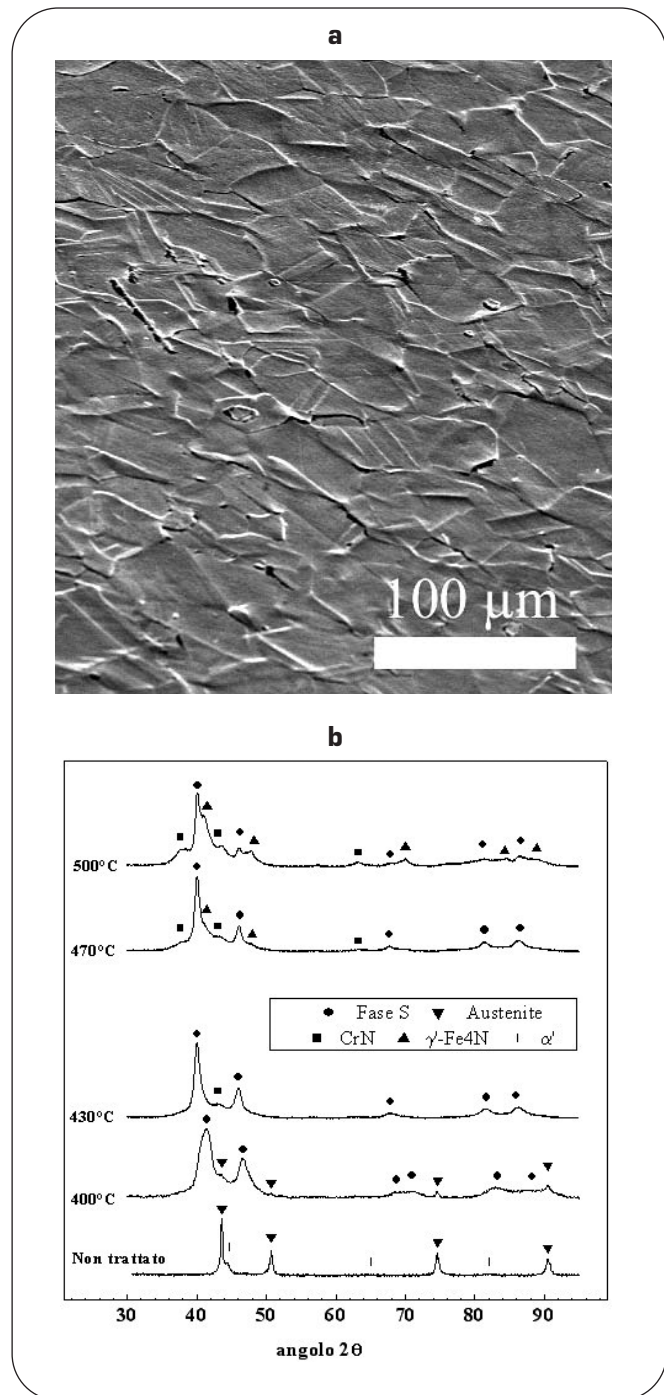 a
100 μm
b
500°C
470°C
Fase S Austenite
CrN γ'-Fe4N α'
430°C
400°C
Non trattato
30 40 50 60 70 80 90
angolo 2θ